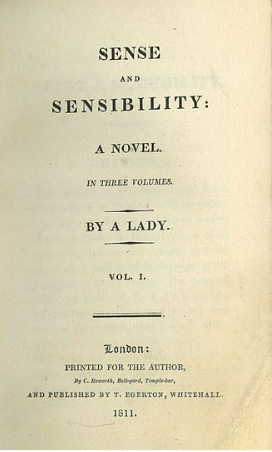 SENSE
AND
SENSIBILITY:
A NOVEL.
IN THREE VOLUMES.
BY A LADY.
VOL. I.
London:
PRINTED FOR THE AUTHOR,
By C. Roworth, Bell-yard, Temple-bar,
AND PUBLISHED BY T. EGERTON, WHITEHALL.
1811.